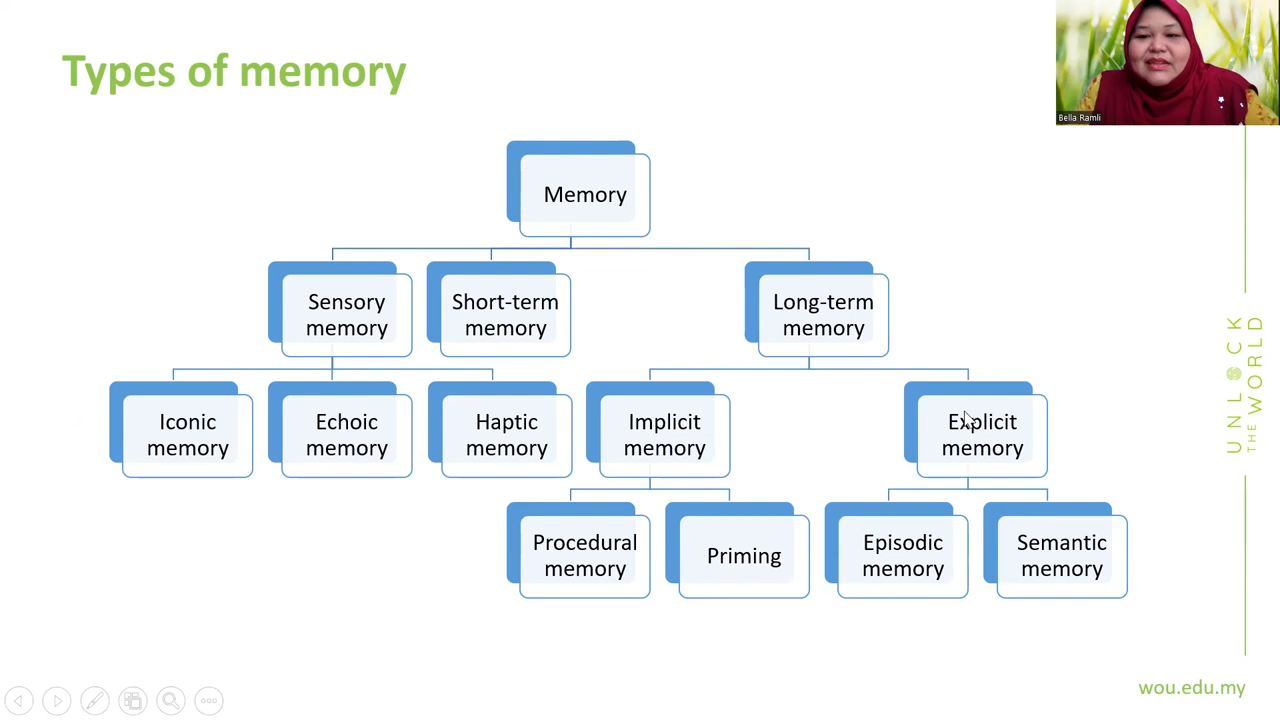 Types of memory
Bella Ramli
Memory
Sensory
memory
Short-term
memory
Long-term
memory
Iconic
memory
Echoic
memory
Haptic
memory
Implicit
memory
Explicit
memory
Procedural
memory
Priming
Episodic
memory
Semantic
memory
UNLOCK
THE WORLD
wou.edu.my